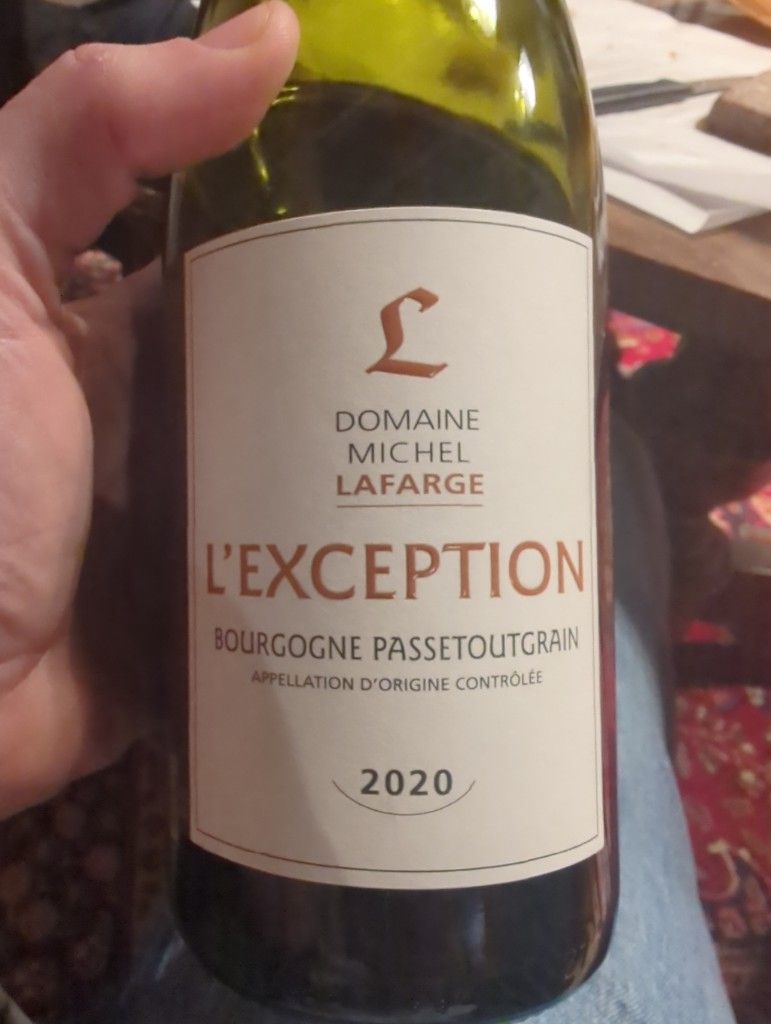 L
DOMAINE
MICHEL
LAFARGE
L'EXCEPTION
BOURGOGNE PASSETOUTGRAIN
APPELLATION D'ORIGINE CONTRÔLÉE
2020